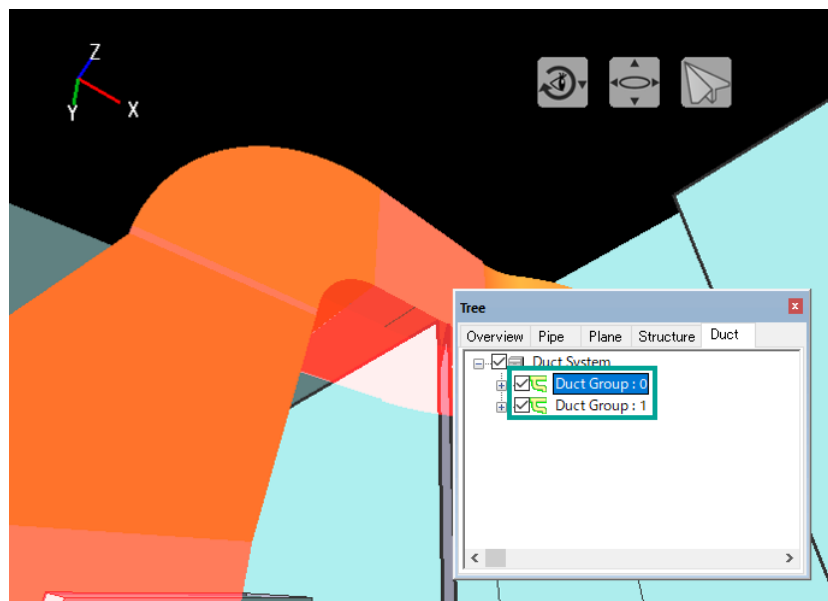 Z
Y
X
Tree
x
Overview Pipe Plane Structure Duct
Duct System
Duct Group : 0
Duct Group : 1